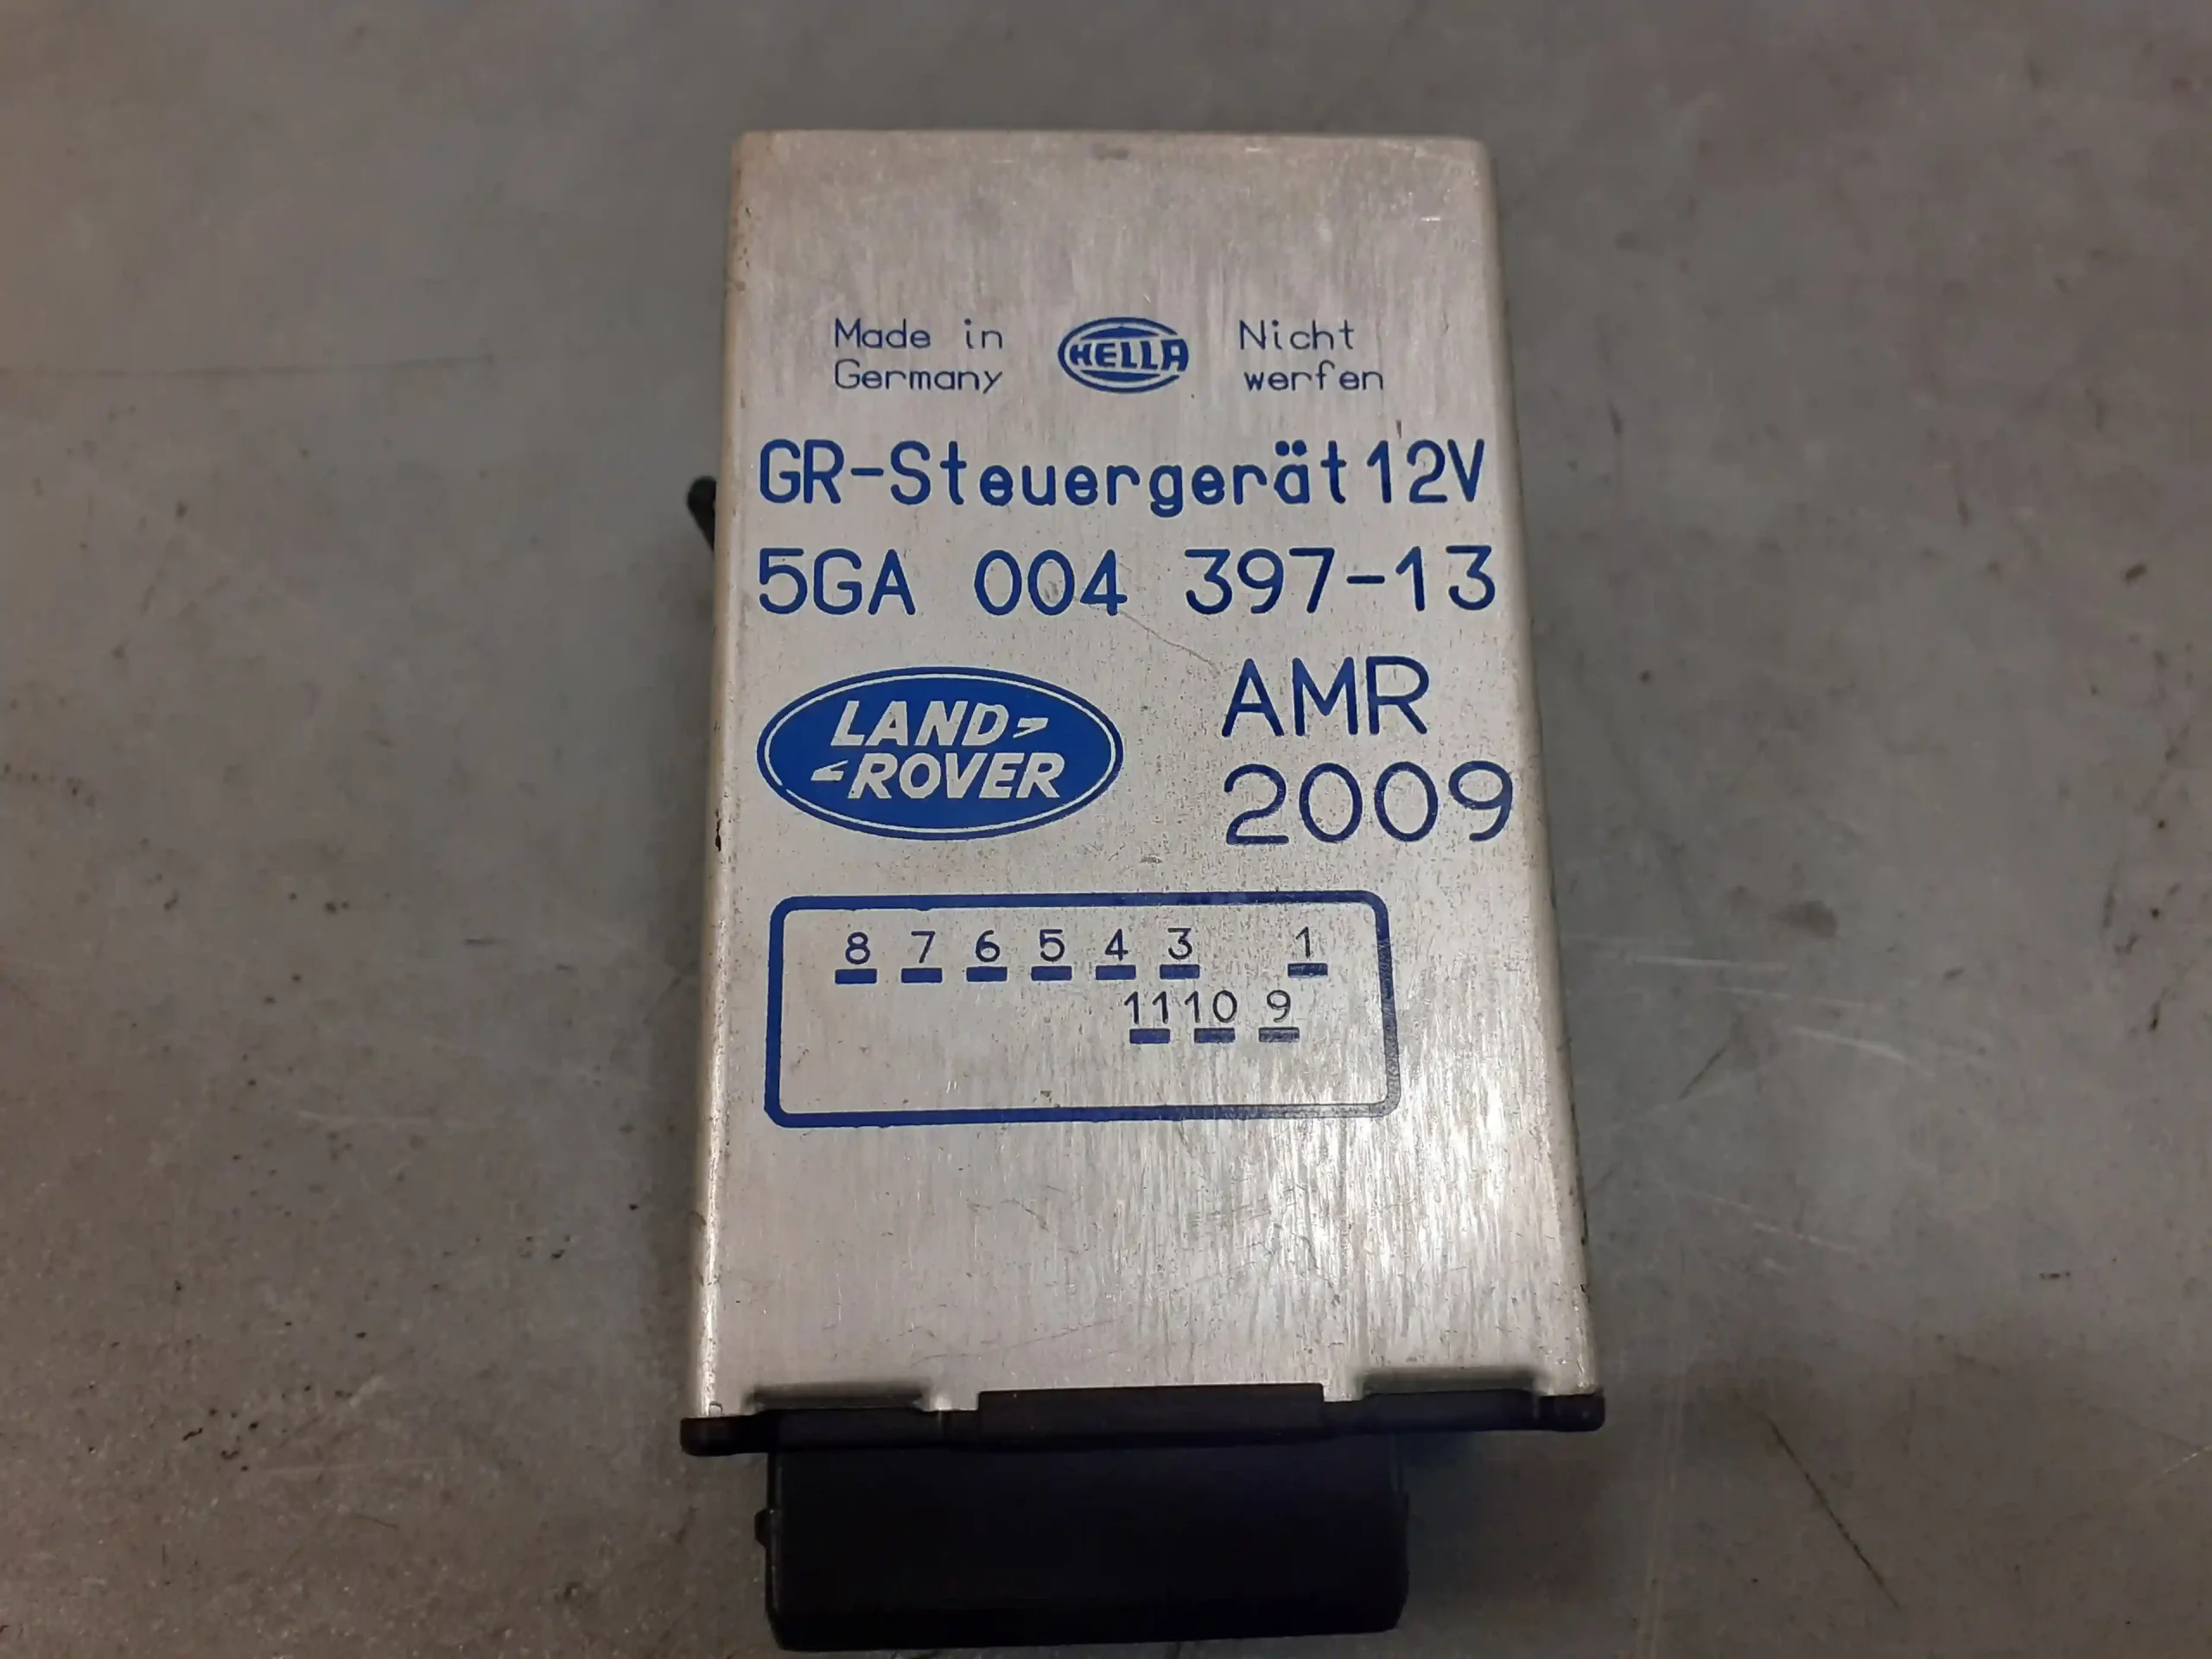 Made in
Germany
HELLA
Nicht
werfen
GR-Steuergerät 12V
5GA 004 397-13
LAND
ROVER
AMR
2009
8 7 6 5 4 3 1
11 10 9